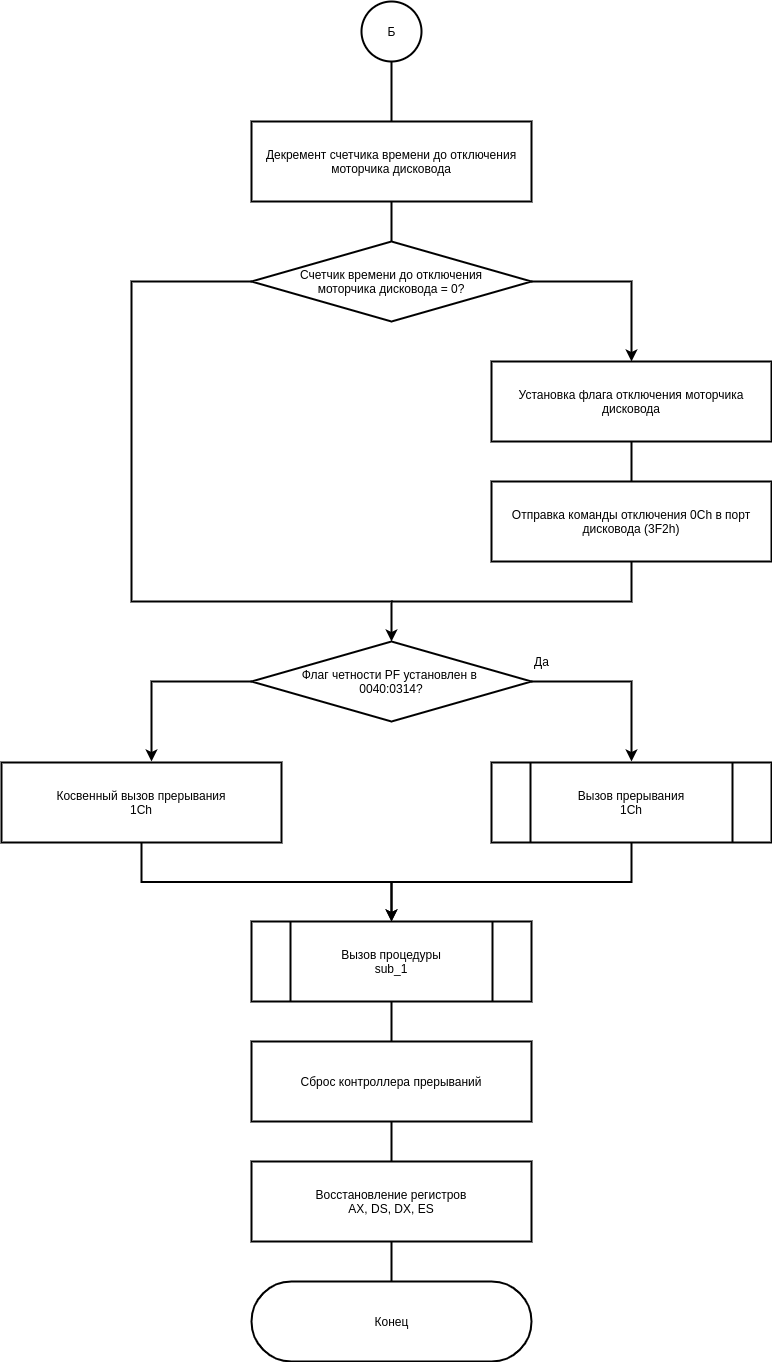 Б
Декремент счетчика времени до отключения
моторчика дисковода
Счетчик времени до отключения
моторчика дисковода = 0?
Установка флага отключения моторчика
дисковода
Отправка команды отключения 0Ch в порт
дисковода (3F2h)
Да
Флаг четности PF установлен в
0040:0314?
Косвенный вызов прерывания
1Ch
Вызов прерывания
1Ch
Вызов процедуры
sub_1
Сброс контроллера прерываний
Восстановление регистров
AX, DS, DX, ES
Конец